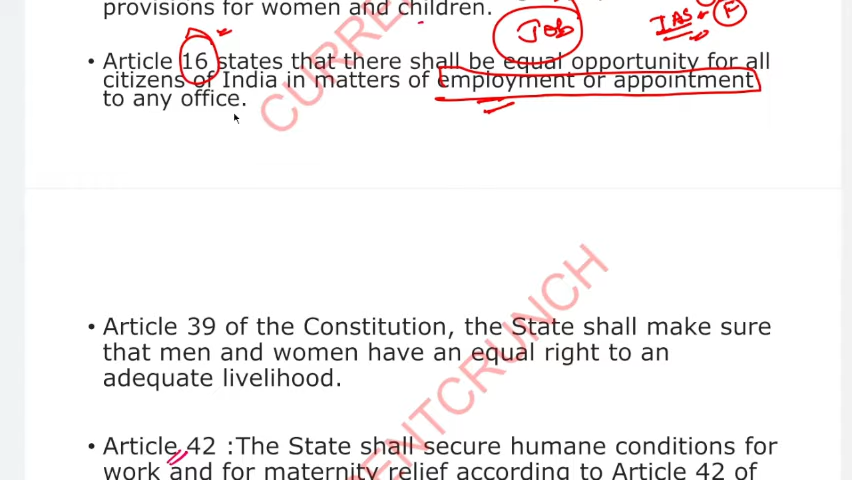 provisions for women and children.
Job
IAS
F
• Article 16 states that there shall be equal opportunity for all
citizens of India in matters of employment or appointment
to any office.
CURRE
• Article 39 of the Constitution, the State shall make sure
that men and women have an equal right to an
adequate livelihood.
ENTCRUNCH
• Article 42 :The State shall secure humane conditions for
work and for maternity relief according to Article 42 of